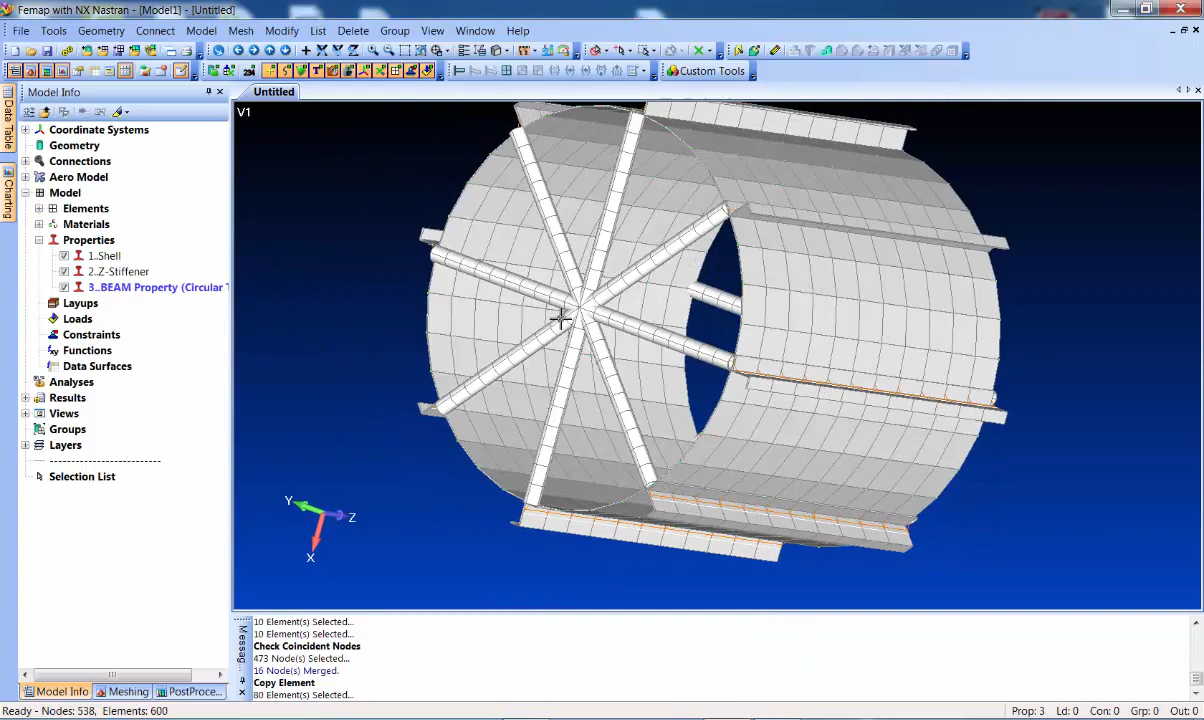 Femap with NX Nastran - [Model1] - [Untitled]
File Tools Geometry Connect Model Mesh Modify List Delete Group View Window Help
234 T Custom Tools
Model Info
Untitled
Data Table
Charting
V1
Coordinate Systems
Geometry
Connections
Aero Model
Model
Elements
Materials
Properties
1..Shell
2..Z-Stiffener
3..BEAM Property (Circular T
Layups
Loads
Constraints
Functions
Data Surfaces
Analyses
Results
Views
Groups
Layers
Selection List
Y
Z
X
Messag
10 Element(s) Selected...
10 Element(s) Selected...
Check Coincident Nodes
473 Node(s) Selected...
16 Node(s) Merged.
Copy Element
80 Element(s) Selected...
Model Info Meshing PostProce...
Ready - Nodes: 538, Elements: 600 Prop: 3 Ld: 0 Con: 0 Grp: 0 Out: 0